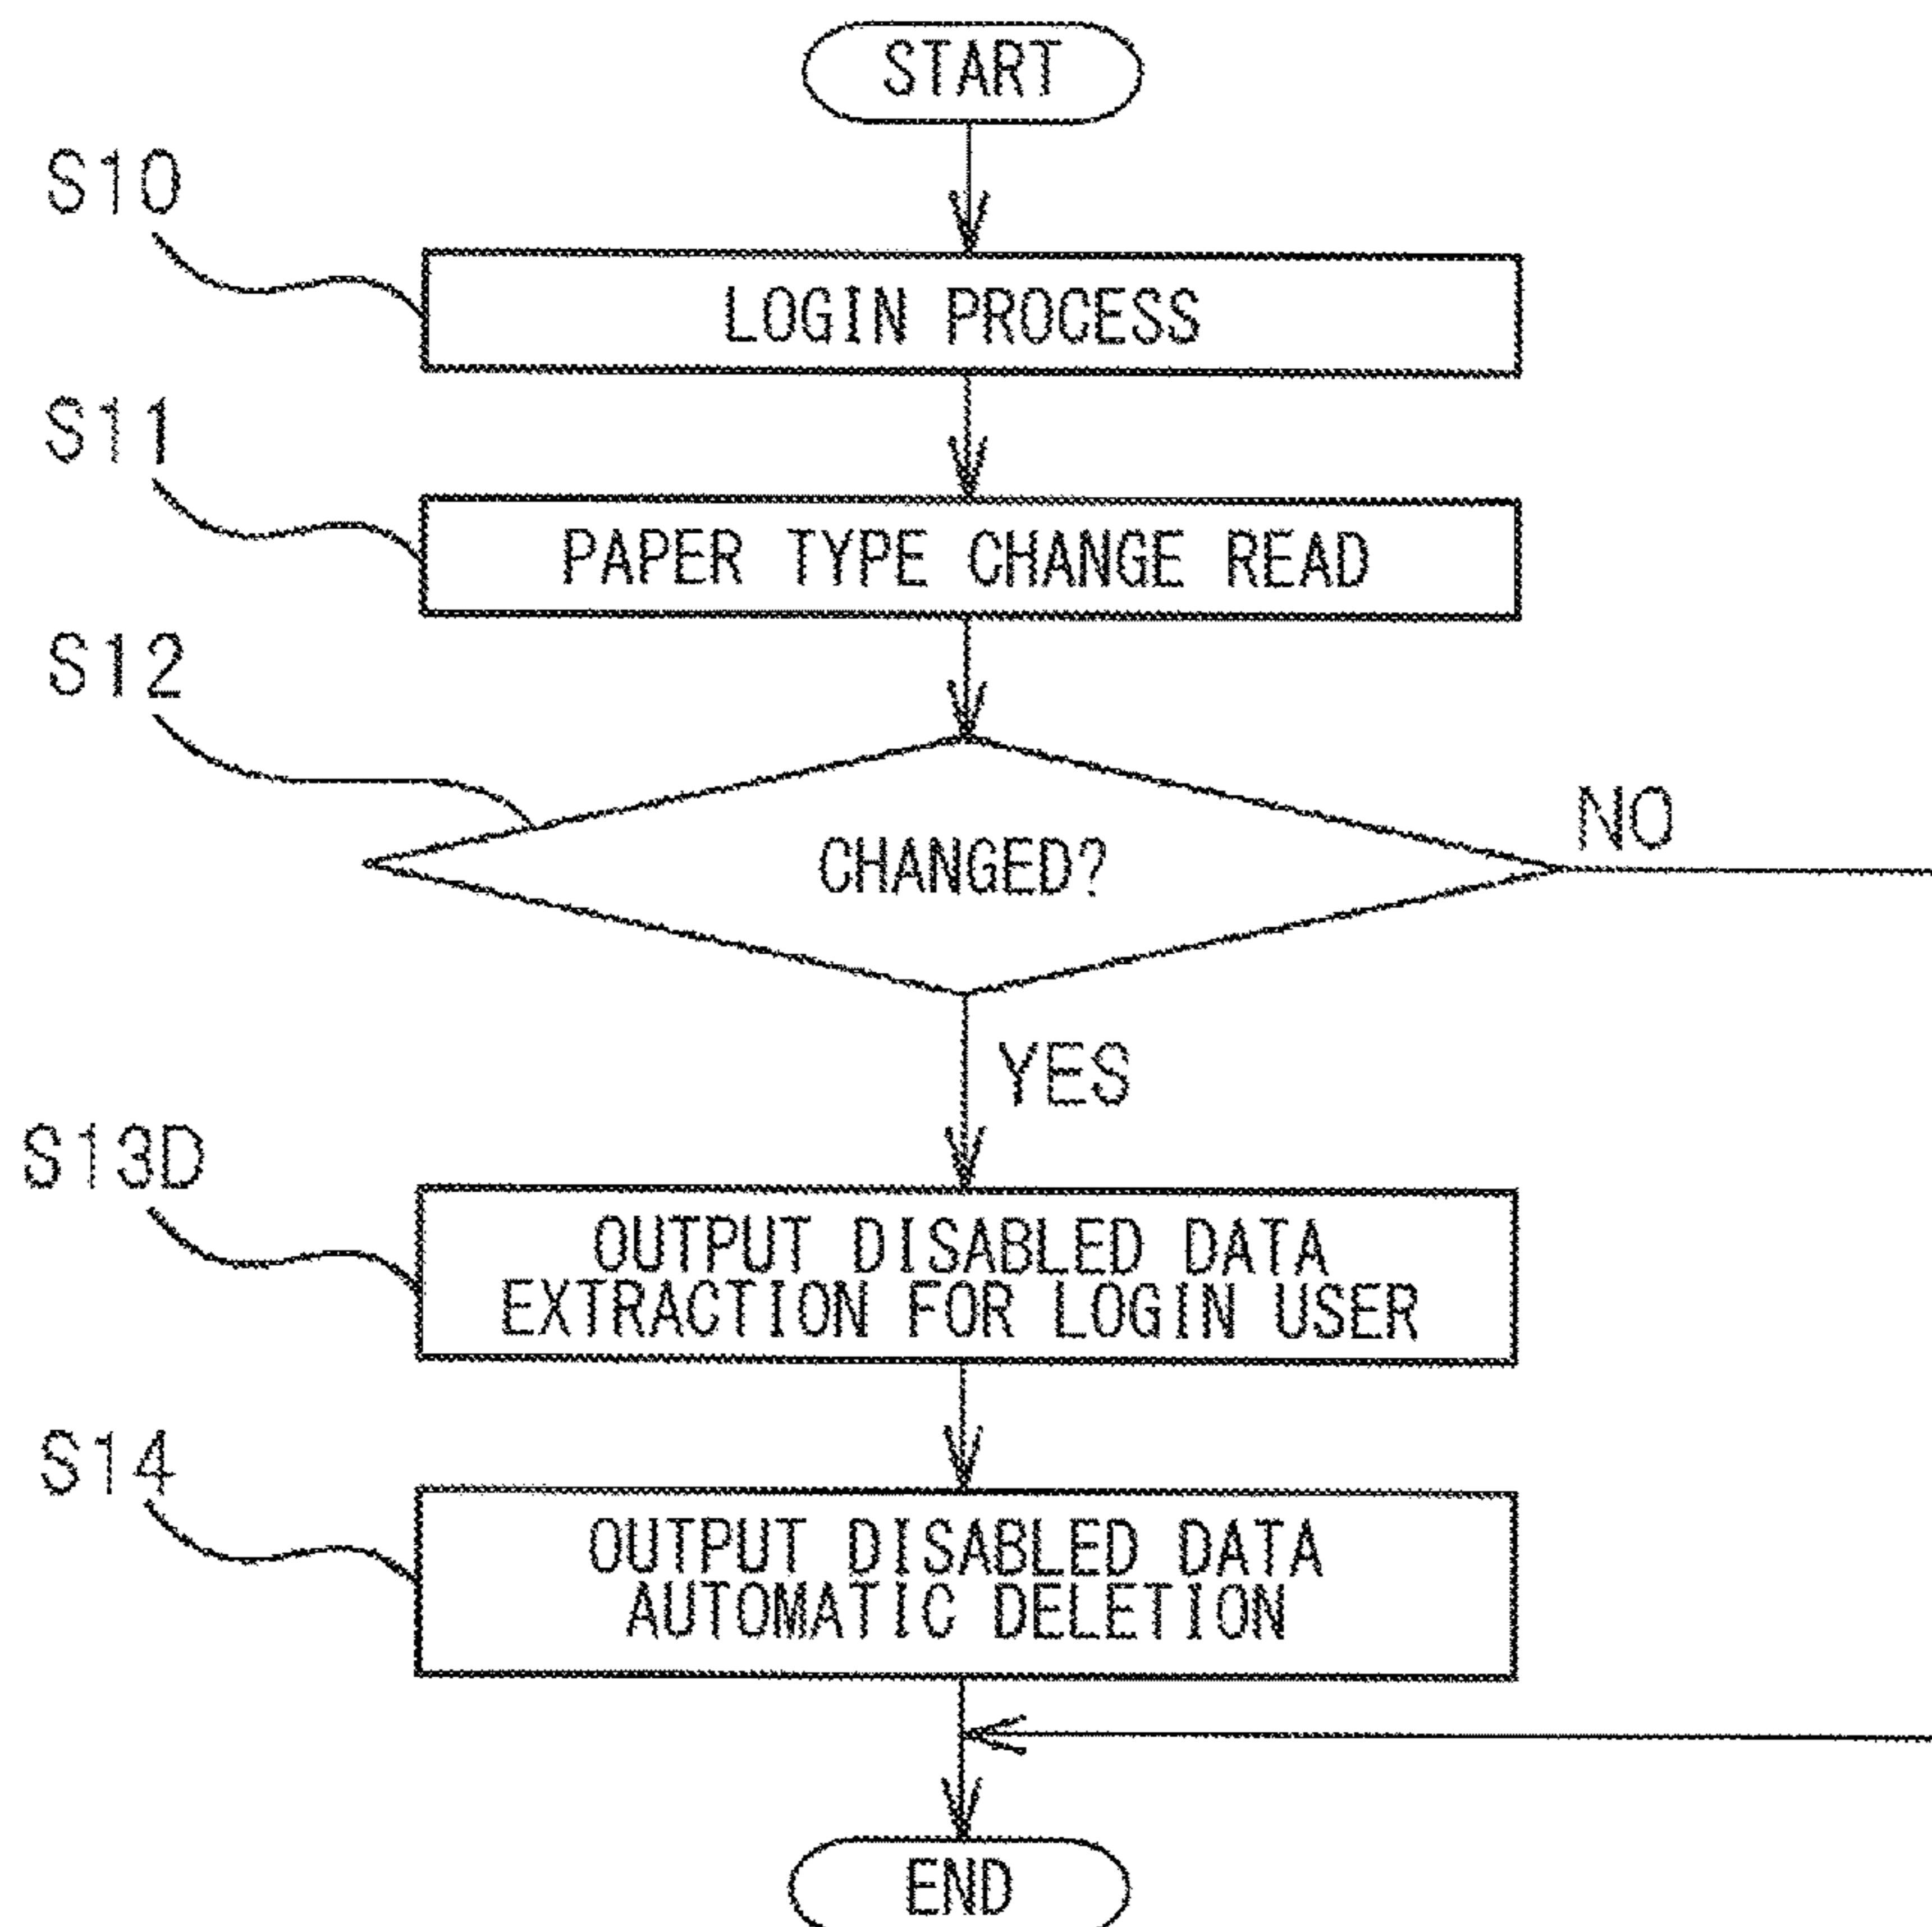 START
S10
LOGIN PROCESS
S11
PAPER TYPE CHANGE READ
S12
CHANGED?
NO
YES
S13D
OUTPUT DISABLED DATA
EXTRACTION FOR LOGIN USER
S14
OUTPUT DISABLED DATA
AUTOMATIC DELETION
END